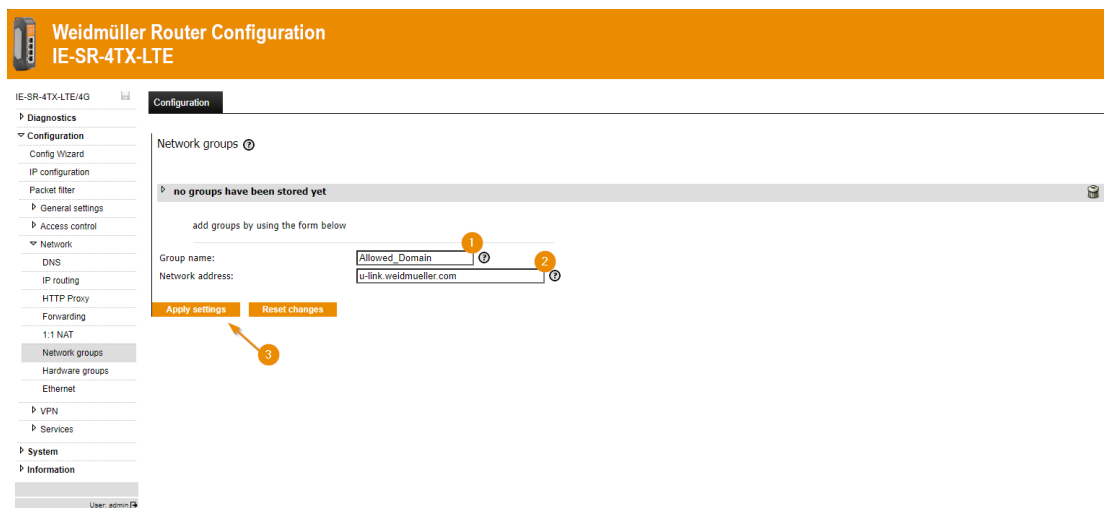 Weidmüller Router Configuration
IE-SR-4TX-LTE
IE-SR-4TX-LTE/4G
Diagnostics
Configuration
Config Wizard
IP configuration
Packet filter
General settings
Access control
Network
DNS
IP routing
HTTP Proxy
Forwarding
1:1 NAT
Network groups
Hardware groups
Ethernet
VPN
Services
System
Information
User: admin
Configuration
Network groups ?
no groups have been stored yet
add groups by using the form below
1
Group name: Allowed_Domain ?
2
Network address: u-link.weidmueller.com ?
Apply settings Reset changes
3